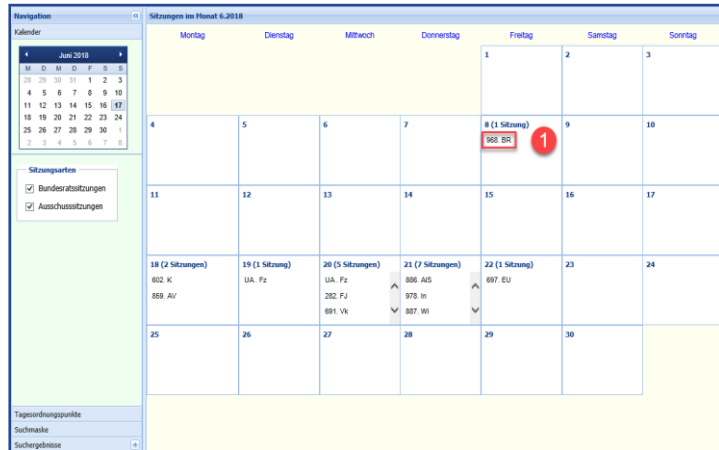 Navigation
Sitzungen im Monat 6.2018
Kalender
Juni 2018
M D M D F S S
28 29 30 31 1 2 3
4 5 6 7 8 9 10
11 12 13 14 15 16 17
18 19 20 21 22 23 24
25 26 27 28 29 30 1
2 3 4 5 6 7 8
Sitzungsarten
Bundesratssitzungen
Ausschusssitzungen
Tagesordnungspunkte
Suchmaske
Suchergebnisse
Montag Dienstag Mittwoch Donnerstag Freitag Samstag Sonntag
1 2 3
4 5 6 7 8 (1 Sitzung) 9 10
968. BR 1
11 12 13 14 15 16 17
18 (2 Sitzungen) 19 (1 Sitzung) 20 (5 Sitzungen) 21 (7 Sitzungen) 22 (1 Sitzung) 23 24
602. K UA. Fz UA. Fz 886. AIS 697. EU
859. AV 282. FJ 978. In
691. Vk 887. Wi
25 26 27 28 29 30